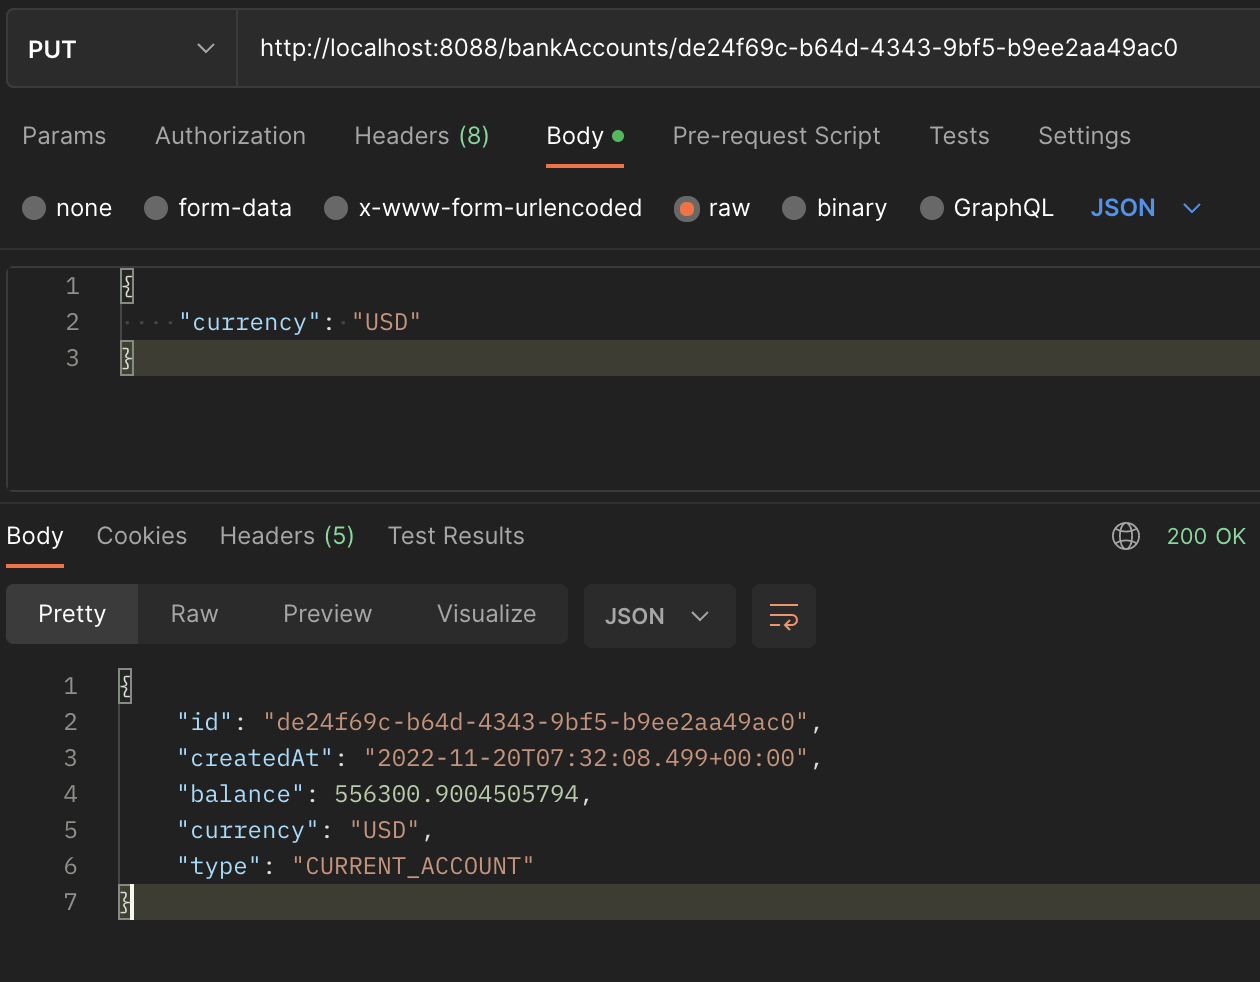 PUT http://localhost:8088/bankAccounts/de24f69c-b64d-4343-9bf5-b9ee2aa49ac0
Params Authorization Headers (8) Body Pre-request Script Tests Settings
none form-data x-www-form-urlencoded raw binary GraphQL JSON
1 {
2 ····"currency":·"USD"
3 }
Body Cookies Headers (5) Test Results 200 OK
Pretty Raw Preview Visualize JSON
1 {
2 "id": "de24f69c-b64d-4343-9bf5-b9ee2aa49ac0",
3 "createdAt": "2022-11-20T07:32:08.499+00:00",
4 "balance": 556300.9004505794,
5 "currency": "USD",
6 "type": "CURRENT_ACCOUNT"
7 }